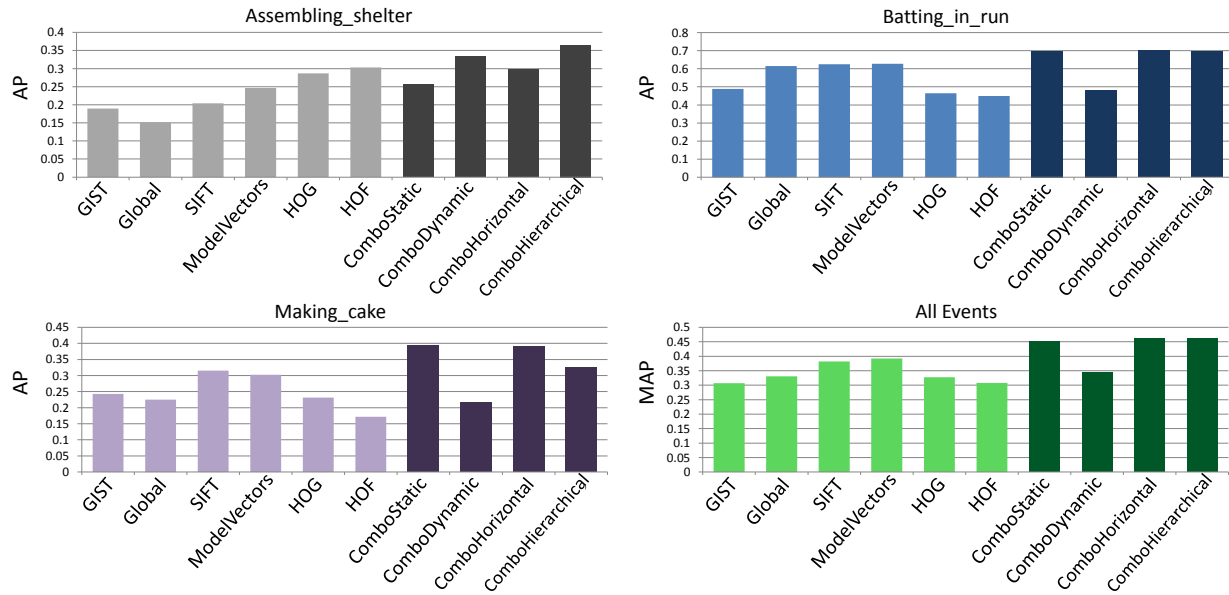 Assembling_shelter
AP
0.4
0.35
0.3
0.25
0.2
0.15
0.1
0.05
0
GIST
Global
SIFT
ModelVectors
HOG
HOF
ComboStatic
ComboDynamic
ComboHorizontal
ComboHierarchical
Batting_in_run
AP
0.8
0.7
0.6
0.5
0.4
0.3
0.2
0.1
0
GIST
Global
SIFT
ModelVectors
HOG
HOF
ComboStatic
ComboDynamic
ComboHorizontal
ComboHierarchical
Making_cake
AP
0.45
0.4
0.35
0.3
0.25
0.2
0.15
0.1
0.05
0
GIST
Global
SIFT
ModelVectors
HOG
HOF
ComboStatic
ComboDynamic
ComboHorizontal
ComboHierarchical
All Events
MAP
0.5
0.45
0.4
0.35
0.3
0.25
0.2
0.15
0.1
0.05
0
GIST
Global
SIFT
ModelVectors
HOG
HOF
ComboStatic
ComboDynamic
ComboHorizontal
ComboHierarchical